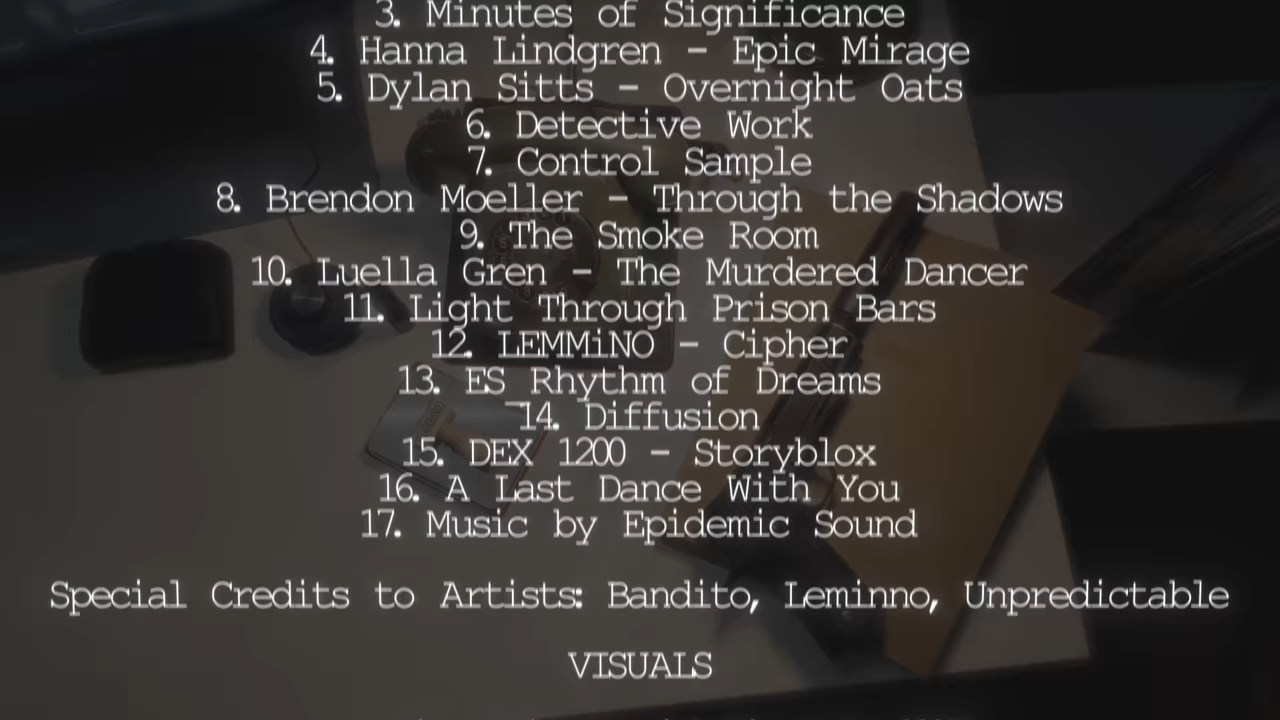 3. Minutes of Significance
4. Hanna Lindgren - Epic Mirage
5. Dylan Sitts - Overnight Oats
6. Detective Work
7. Control Sample
8. Brendon Moeller - Through the Shadows
9. The Smoke Room
10. Luella Gren - The Murdered Dancer
11. Light Through Prison Bars
12. LEMMiNO - Cipher
13. ES_Rhythm of Dreams
14. Diffusion
15. DEX 1200 - Storyblox
16. A Last Dance With You
17. Music by Epidemic Sound
Special Credits to Artists: Bandito, Leminno, Unpredictable
VISUALS